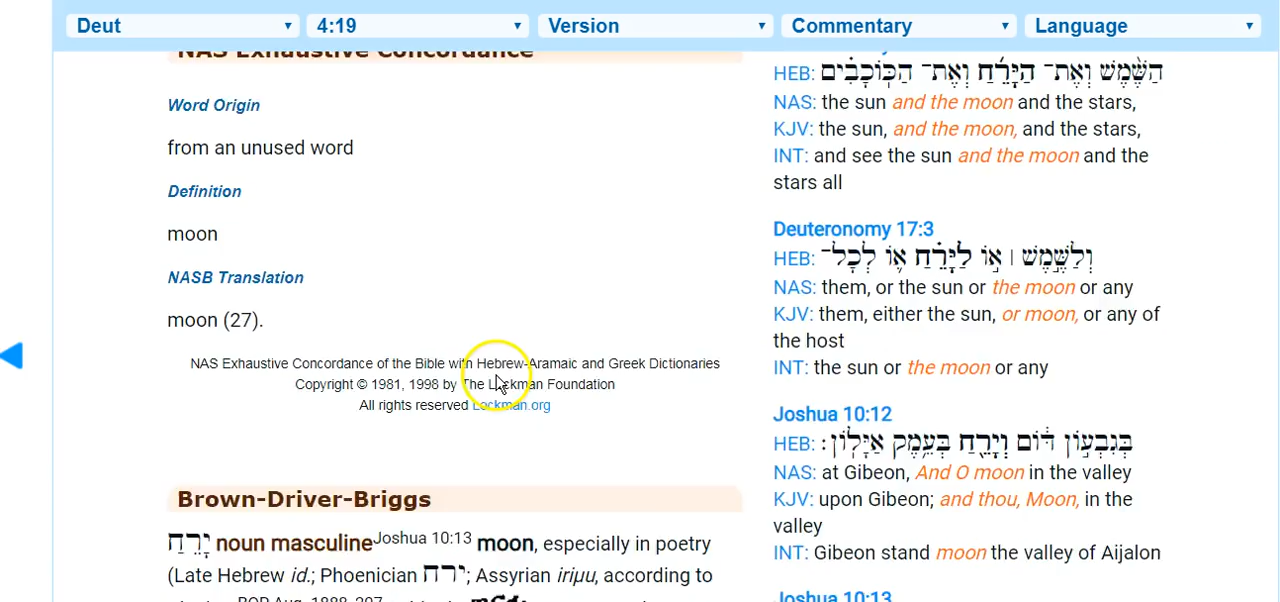 Deut 4:19 Version Commentary Language
NAS Exhaustive Concordance
Word Origin
from an unused word
Definition
moon
NASB Translation
moon (27).
NAS Exhaustive Concordance of the Bible with Hebrew-Aramaic and Greek Dictionaries
Copyright © 1981, 1998 by The Lockman Foundation
All rights reserved Lockman.org
Brown-Driver-Briggs
יָרֵחַ noun masculine Joshua 10:13 moon, especially in poetry
(Late Hebrew id.; Phoenician ירח; Assyrian iriµu, according to
HEB: הַשֶּׁ֨מֶשׁ וְאֶת־ הַיָּרֵ֜חַ וְאֶת־ הַכּֽוֹכָבִ֗ים
NAS: the sun and the moon and the stars,
KJV: the sun, and the moon, and the stars,
INT: and see the sun and the moon and the
stars all
Deuteronomy 17:3
HEB: וְלַשֶּׁ֣מֶשׁ ׀ א֣וֹ לַיָּרֵ֗חַ א֛וֹ לְכָל־
NAS: them, or the sun or the moon or any
KJV: them, either the sun, or moon, or any of
the host
INT: the sun or the moon or any
Joshua 10:12
HEB: בְּגִבְע֣וֹן דּ֔וֹם וְיָרֵ֖חַ בְּעֵ֥מֶק אַיָּלֽוֹן׃
NAS: at Gibeon, And O moon in the valley
KJV: upon Gibeon; and thou, Moon, in the
valley
INT: Gibeon stand moon the valley of Aijalon
Joshua 10:13